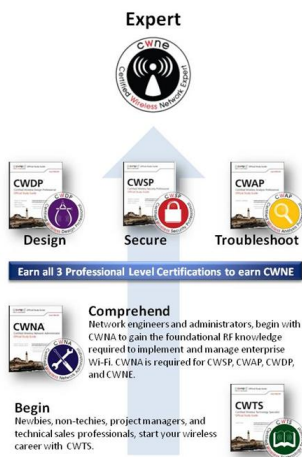 Expert
cwne
Certified Wireless Network Expert
CWDP
CWSP
CWAP
Design
Secure
Troubleshoot
Earn all 3 Professional Level Certifications to earn CWNE
CWNA
Comprehend
Network engineers and administrators, begin with
CWNA to gain the foundational RF knowledge
required to implement and manage enterprise
Wi-Fi. CWNA is required for CWSP, CWAP, CWDP,
and CWNE.
Begin
Newbies, non-techies, project managers, and
technical sales professionals, start your wireless
career with CWTS.
CWTS